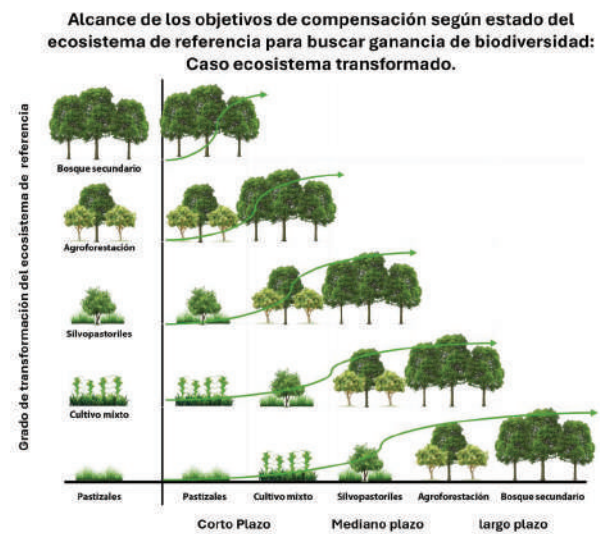 Alcance de los objetivos de compensación según estado del
ecosistema de referencia para buscar ganancia de biodiversidad:
Caso ecosistema transformado.
Grado de transformación del ecosistema de referencia
Bosque secundario
Agroforestación
Silvopastoriles
Cultivo mixto
Pastizales
Pastizales
Cultivo mixto
Silvopastoriles
Agroforestación
Bosque secundario
Corto Plazo
Mediano plazo
largo plazo